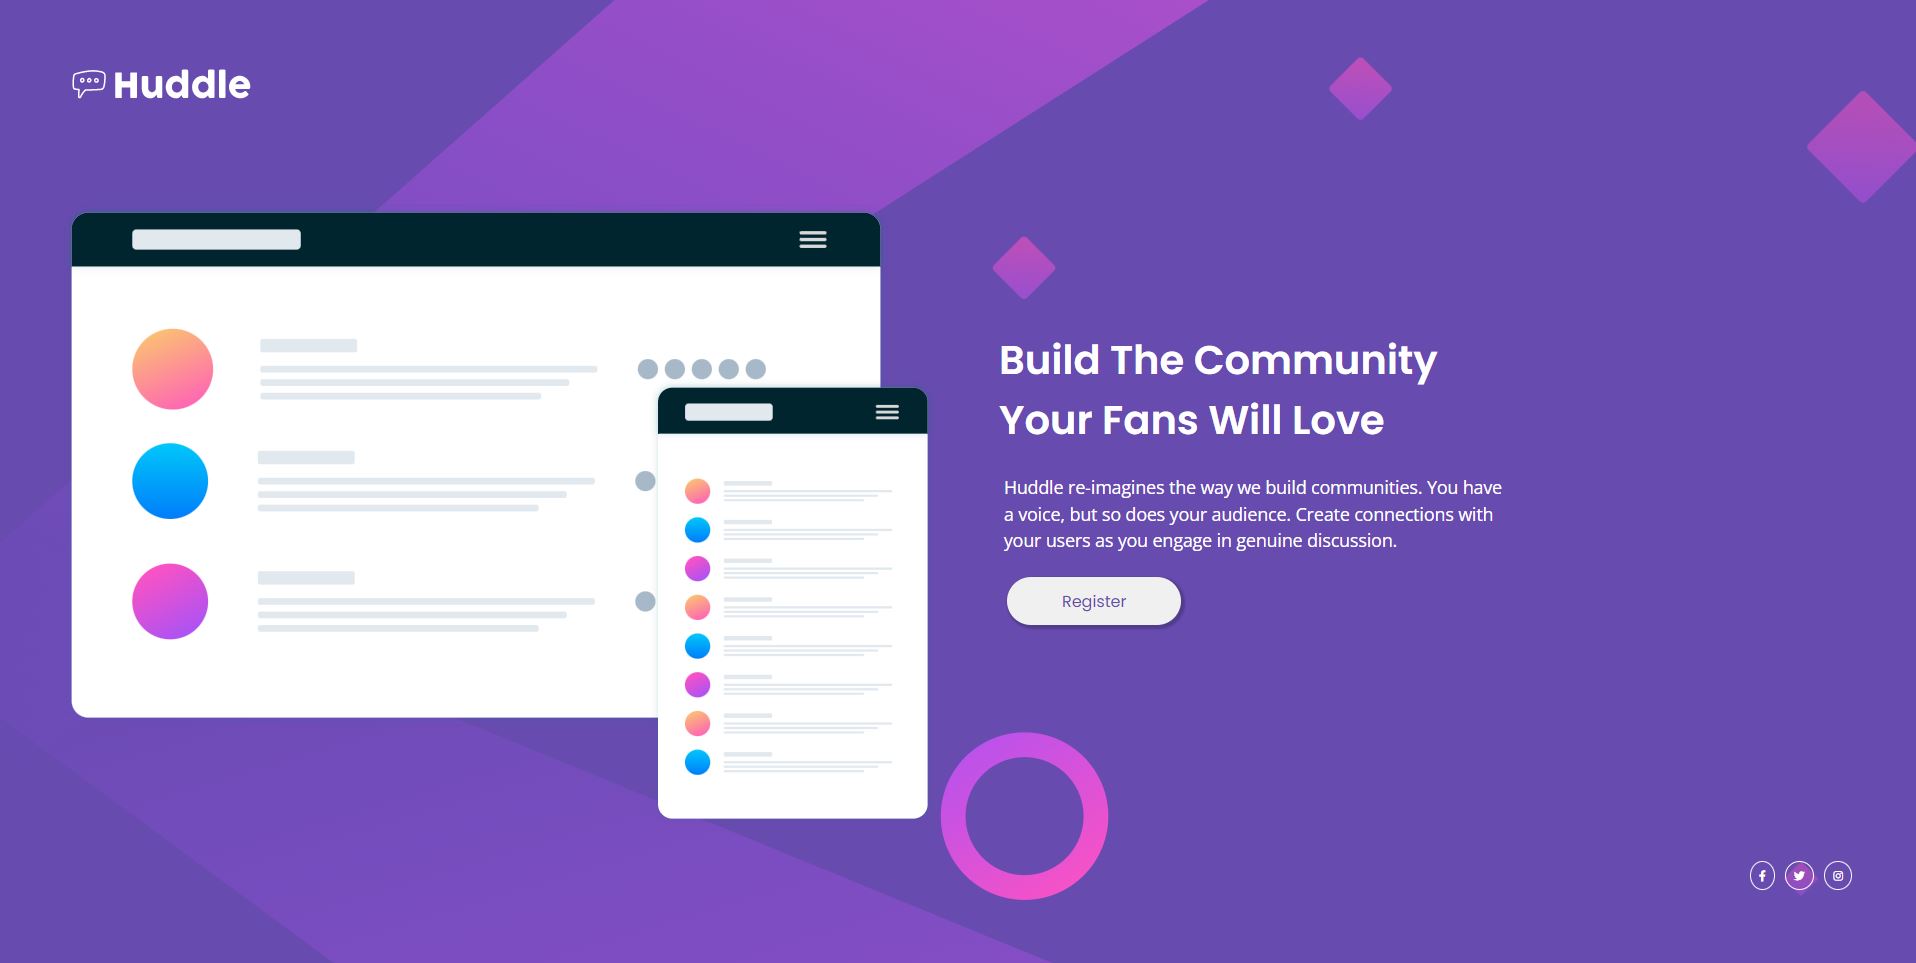 Huddle
Build The Community
Your Fans Will Love
Huddle re-imagines the way we build communities. You have
a voice, but so does your audience. Create connections with
your users as you engage in genuine discussion.
Register